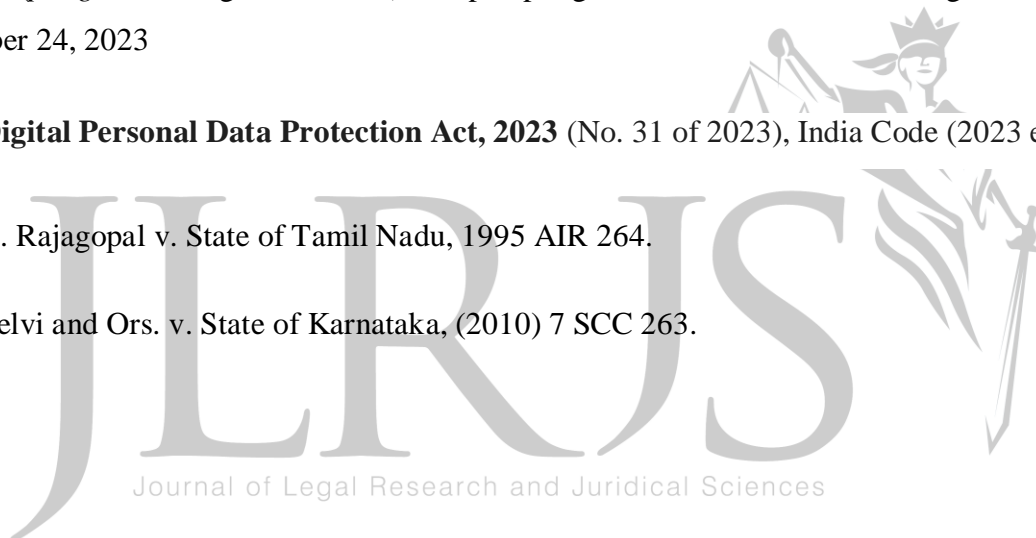 per 24, 2023
Digital Personal Data Protection Act, 2023 (No. 31 of 2023), India Code (2023 e
. Rajagopal v. State of Tamil Nadu, 1995 AIR 264.
elvi and Ors. v. State of Karnataka, (2010) 7 SCC 263.
JLRJS
Journal of Legal Research and Juridical Sciences